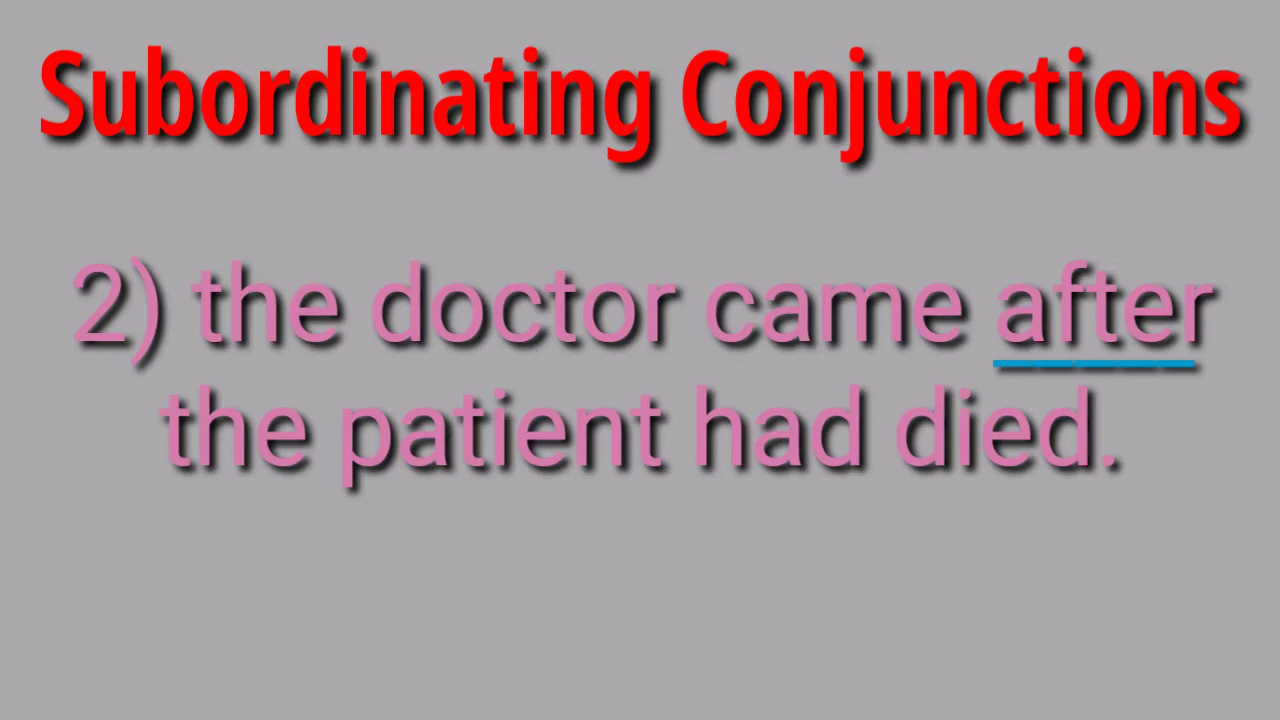 Subordinating Conjunctions
2) the doctor came after
the patient had died.